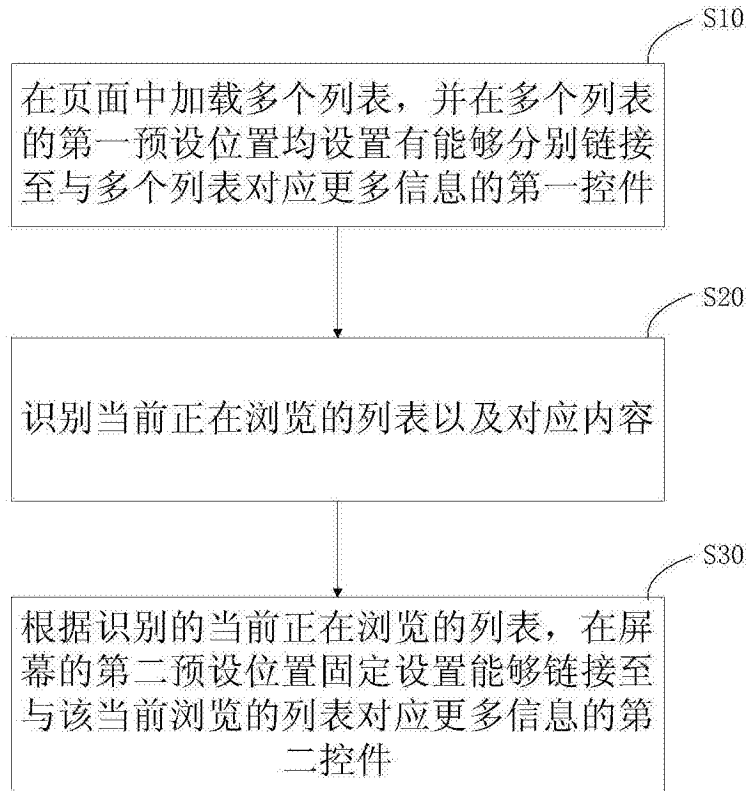 S10
在页面中加载多个列表，并在多个列表
的第一预设位置均设置有能够分别链接
至与多个列表对应更多信息的第一控件
S20
识别当前正在浏览的列表以及对应内容
S30
根据识别的当前正在浏览的列表，在屏
幕的第二预设位置固定设置能够链接至
与该当前浏览的列表对应更多信息的第
二控件